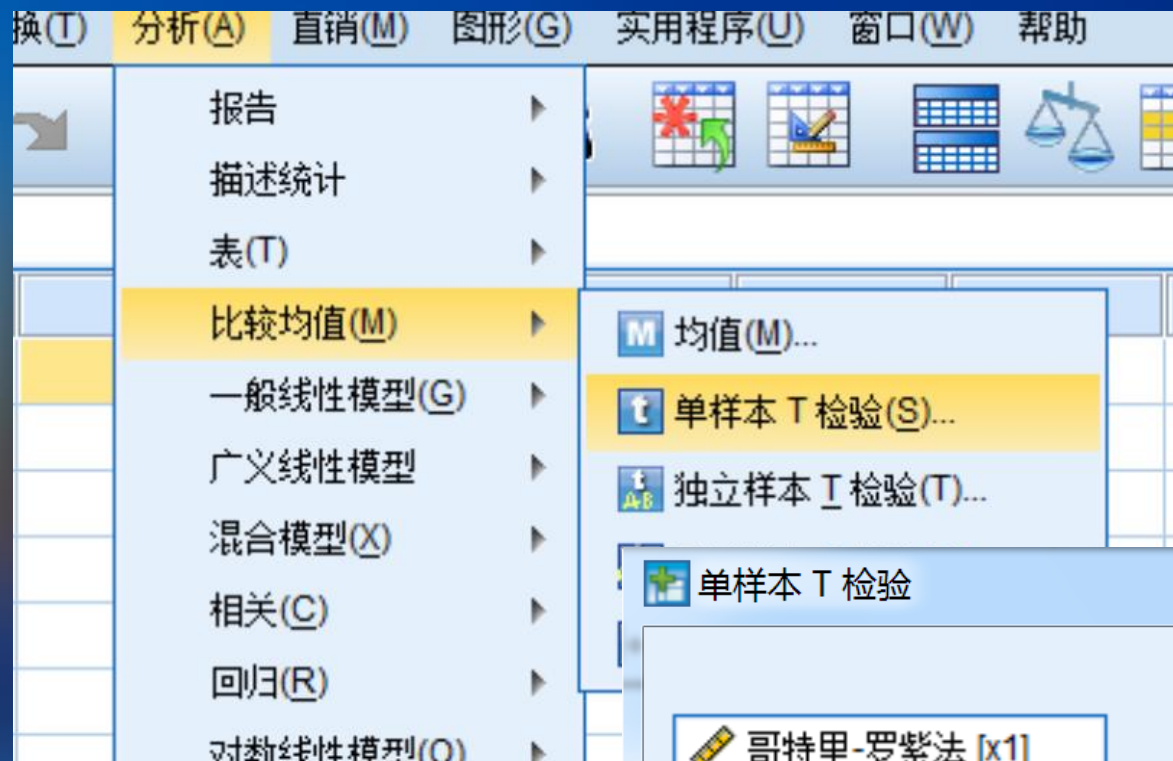 换(T) 分析(A) 直销(M) 图形(G) 实用程序(U) 窗口(W) 帮助
报告
描述统计
表(T)
比较均值(M)
一般线性模型(G)
广义线性模型
混合模型(X)
相关(C)
回归(R)
对数线性模型(O)
M 均值(M)...
t 单样本 T 检验(S)...
t A-B 独立样本 T 检验(T)...
单样本 T 检验
哥特里-罗紫法 [x1]